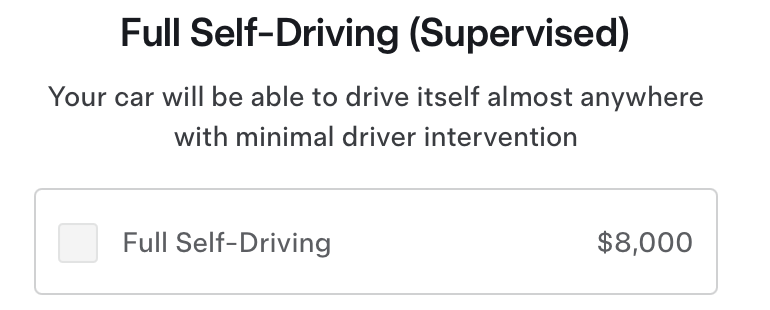 Full Self-Driving (Supervised)
Your car will be able to drive itself almost anywhere
with minimal driver intervention
Full Self-Driving $8,000